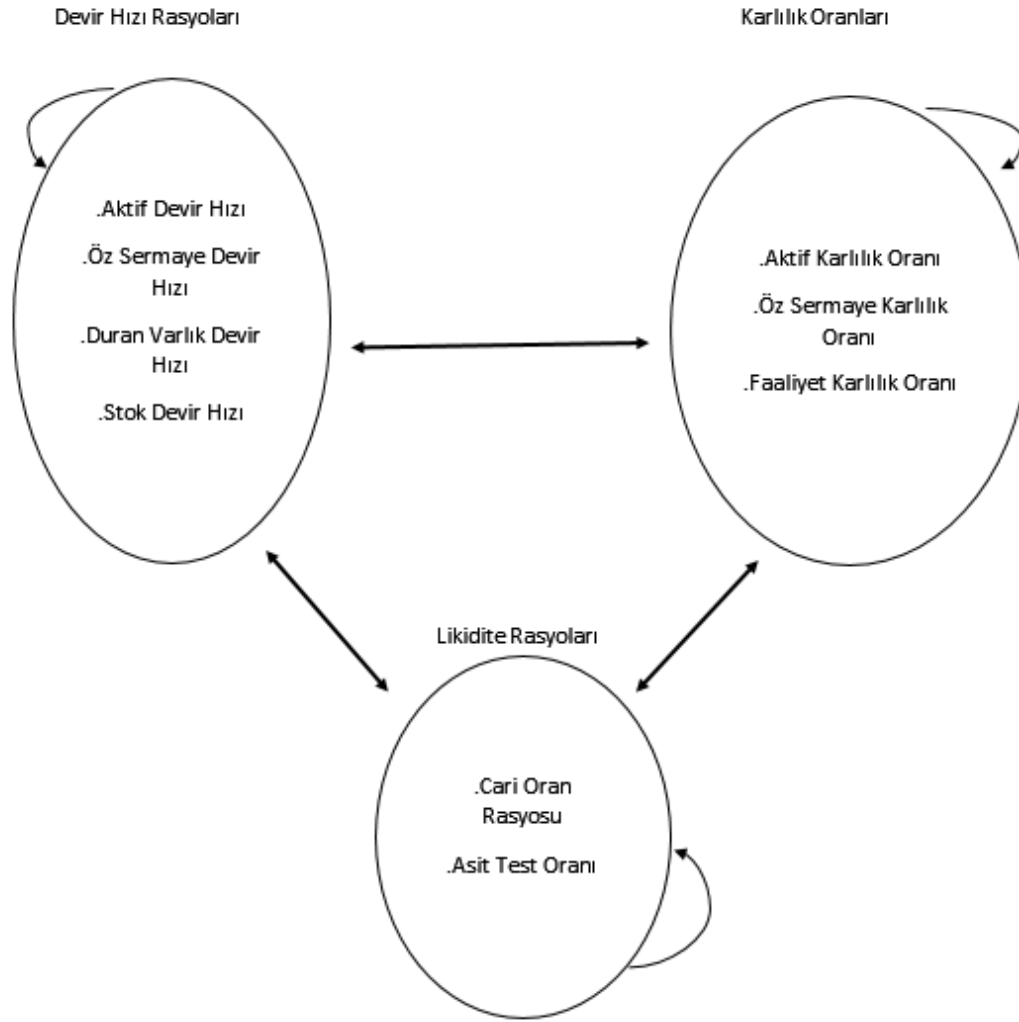 Devir Hızı Rasyoları
Karlılık Oranları
.Aktif Devir Hızı
.Öz Sermaye Devir
Hızı
.Duran Varlık Devir
Hızı
.Stok Devir Hızı
.Aktif Karlılık Oranı
.Öz Sermaye Karlılık
Oranı
.Faaliyet Karlılık Oranı
Likidite Rasyoları
.Cari Oran
Rasyosu
.Asit Test Oranı